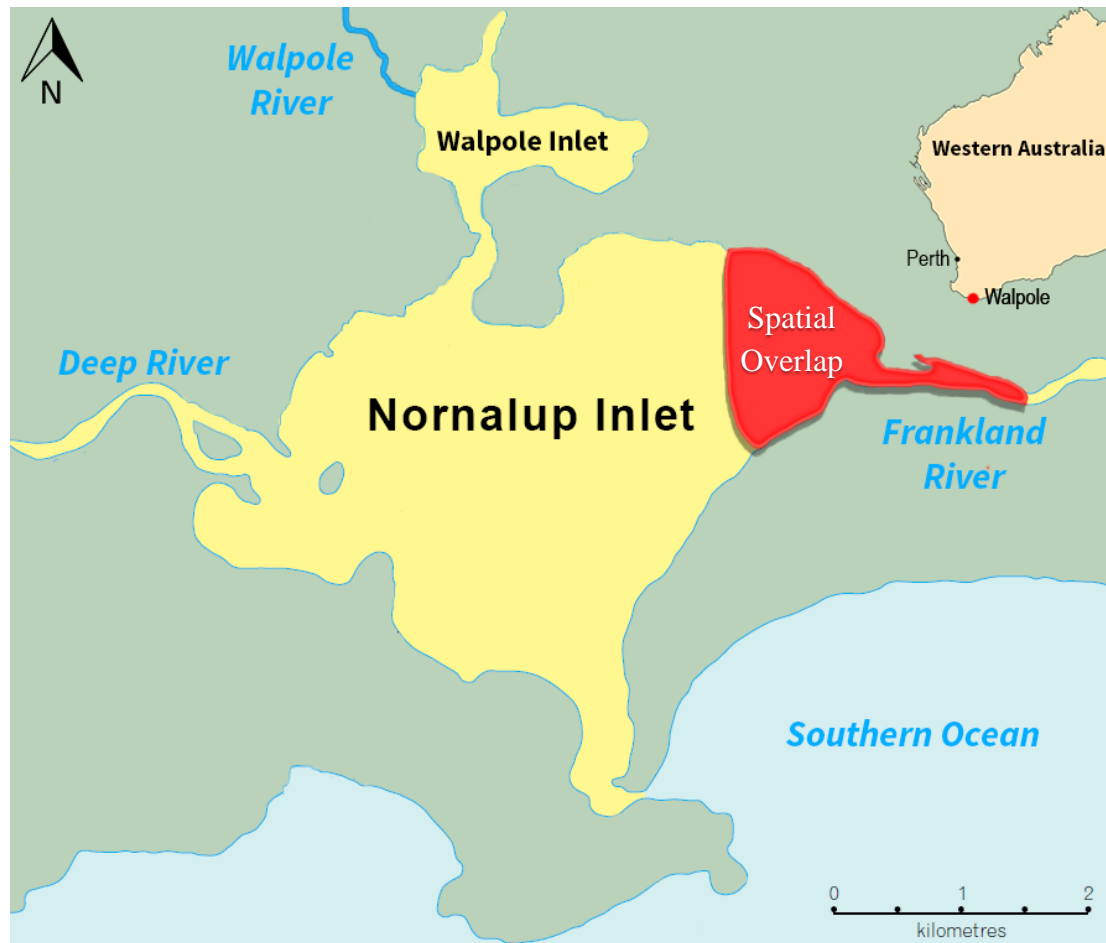 N
Walpole
River
Walpole Inlet
Western Australia
Perth
Walpole
Spatial
Overlap
Deep River
Nornalup Inlet
Frankland
River
Southern Ocean
0 1 2
kilometres